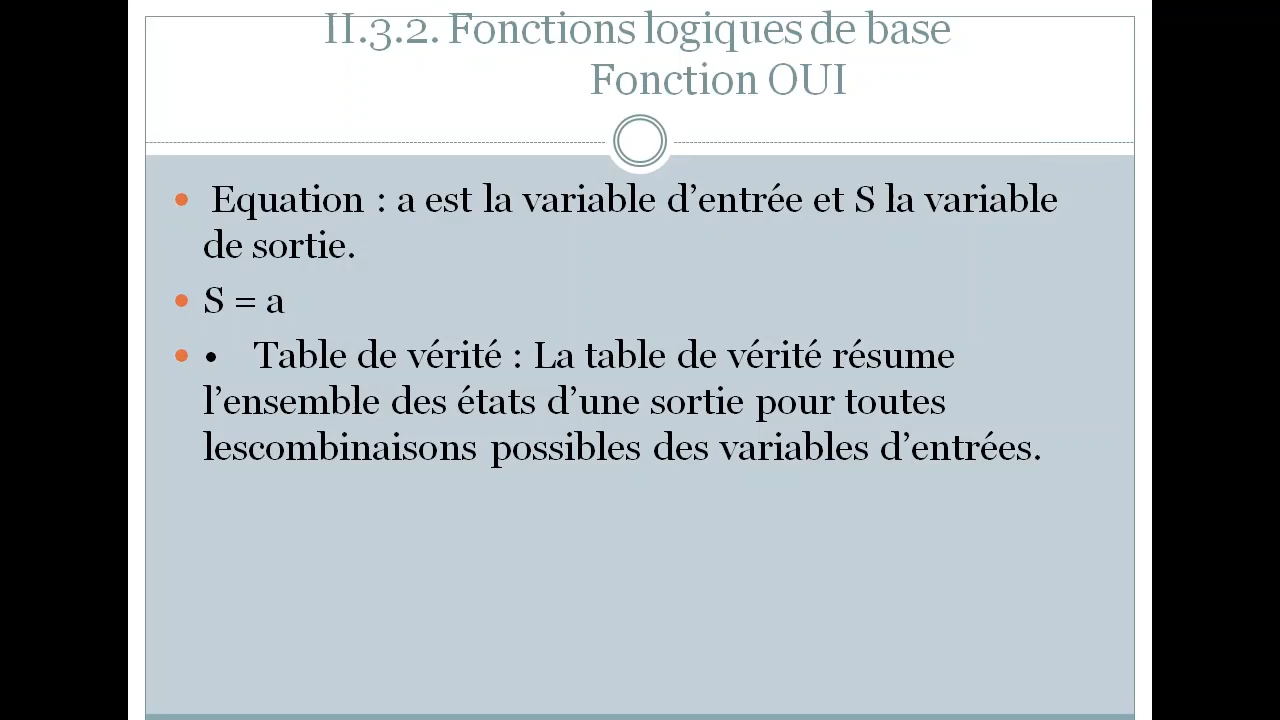 II.3.2. Fonctions logiques de base
Fonction OUI
• Equation : a est la variable d’entrée et S la variable
de sortie.
• S = a
• • Table de vérité : La table de vérité résume
l’ensemble des états d’une sortie pour toutes
lescombinaisons possibles des variables d’entrées.